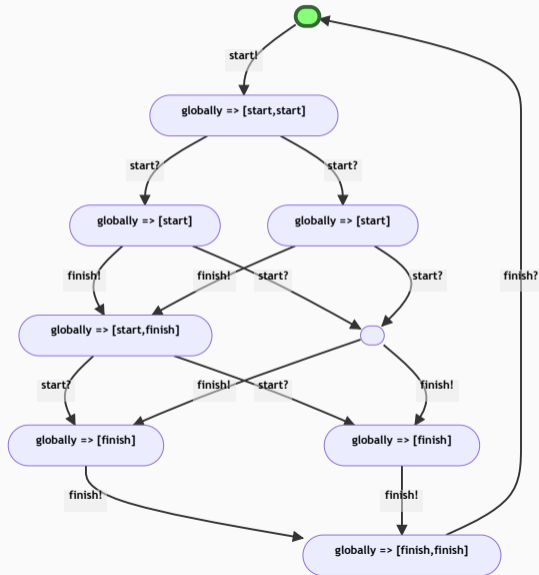 start!
globally => [start,start]
start? start?
globally => [start] globally => [start]
finish! finish! start? start?
finish?
globally => [start,finish]
start? finish! start? finish!
globally => [finish] globally => [finish]
finish! finish!
globally => [finish,finish]